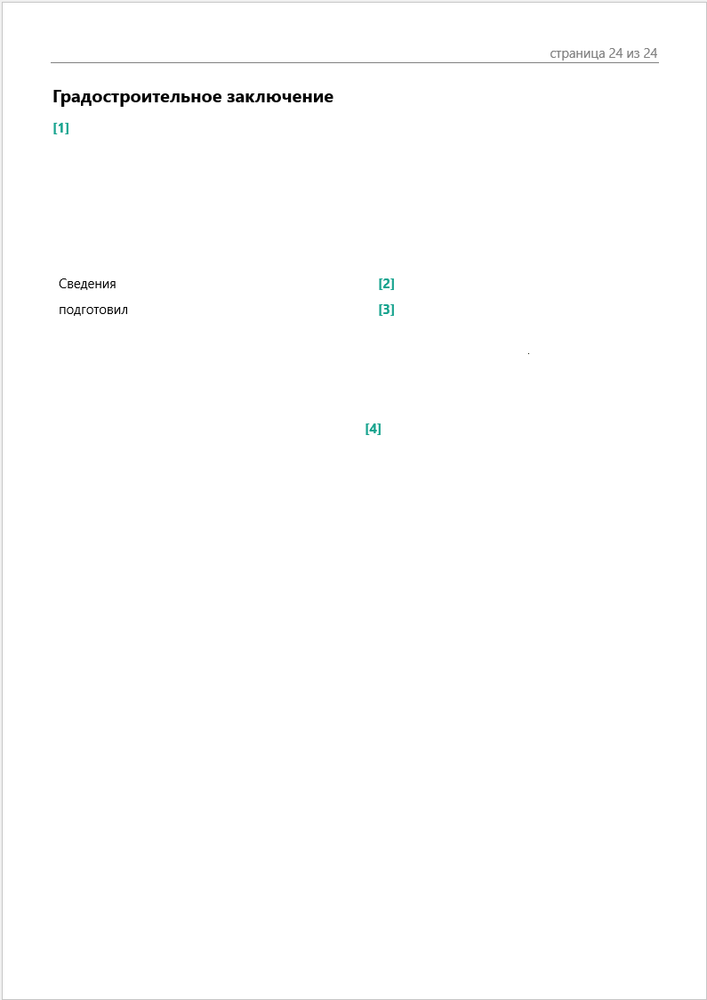 страница 24 из 24
Градостроительное заключение
[1]
Сведения [2]
подготовил [3]
.
[4]